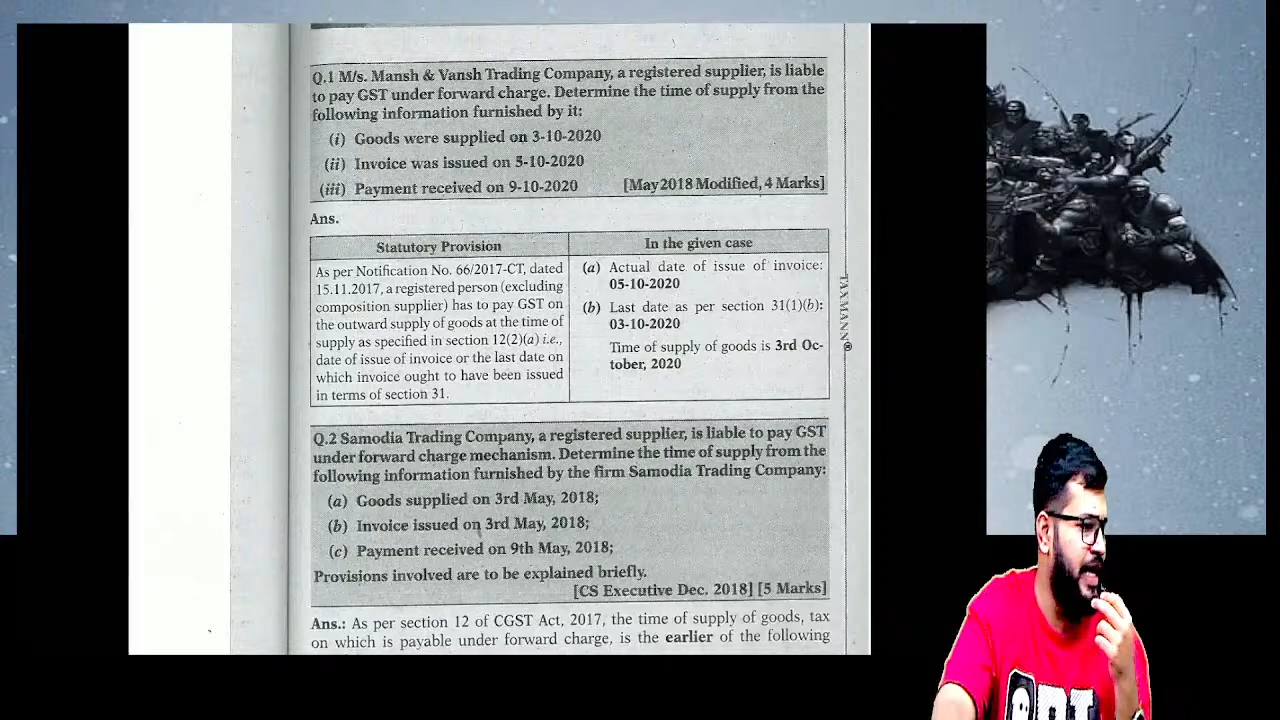 Q.1 M/s. Mansh & Vansh Trading Company, a registered supplier, is liable
to pay GST under forward charge. Determine the time of supply from the
following information furnished by it:
(i) Goods were supplied on 3-10-2020
(ii) Invoice was issued on 5-10-2020
(iii) Payment received on 9-10-2020 [May 2018 Modified, 4 Marks]
Ans.
Statutory Provision
As per Notification No. 66/2017-CT, dated
15.11.2017, a registered person (excluding
composition supplier) has to pay GST on
the outward supply of goods at the time of
supply as specified in section 12(2)(a) i.e.,
date of issue of invoice or the last date on
which invoice ought to have been issued
in terms of section 31.
In the given case
(a) Actual date of issue of invoice:
05-10-2020
(b) Last date as per section 31(1)(b):
03-10-2020
Time of supply of goods is 3rd Oc-
tober, 2020
TAXMANN®
Q.2 Samodia Trading Company, a registered supplier, is liable to pay GST
under forward charge mechanism. Determine the time of supply from the
following information furnished by the firm Samodia Trading Company:
(a) Goods supplied on 3rd May, 2018;
(b) Invoice issued on 3rd May, 2018;
(c) Payment received on 9th May, 2018;
Provisions involved are to be explained briefly.
[CS Executive Dec. 2018] [5 Marks]
Ans.: As per section 12 of CGST Act, 2017, the time of supply of goods, tax
on which is payable under forward charge, is the earlier of the following